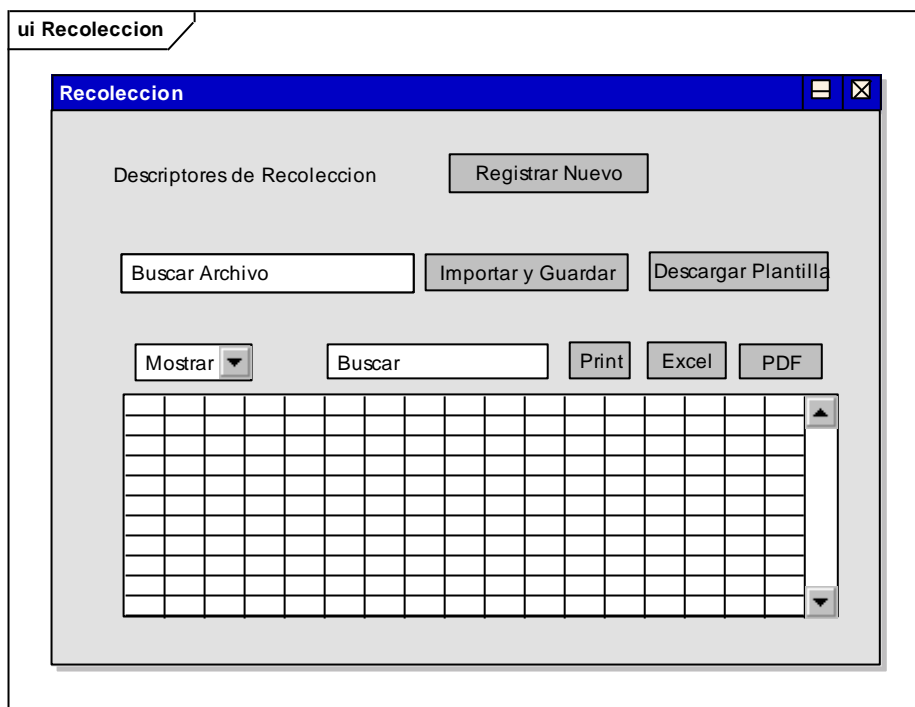 ui Recoleccion
Recoleccion
Descriptores de Recoleccion
Registrar Nuevo
Buscar Archivo
Importar y Guardar
Descargar Plantilla
Mostrar
Buscar
Print
Excel
PDF